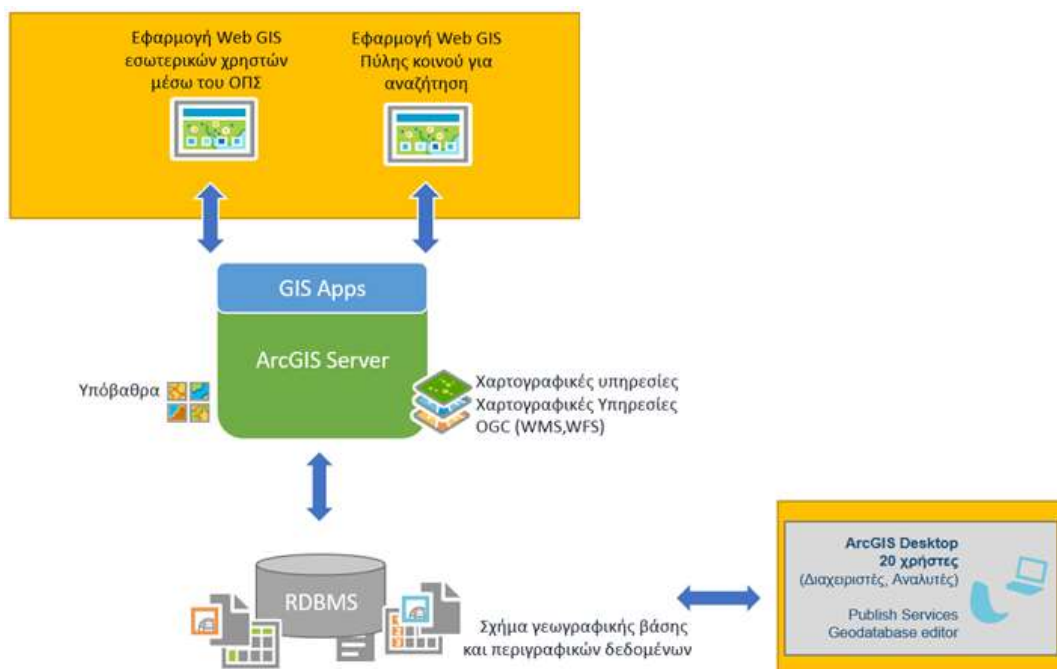 Εφαρμογή Web GIS
εσωτερικών χρηστών
μέσω του ΟΠΣ
Εφαρμογή Web GIS
Πύλης κοινού για
αναζήτηση
GIS Apps
ArcGIS Server
Υπόβαθρα
Χαρτογραφικές υπηρεσίες
Χαρτογραφικές Υπηρεσίες
OGC (WMS,WFS)
RDBMS
Σχήμα γεωγραφικής βάσης
και περιγραφικών δεδομένων
ArcGIS Desktop
20 χρήστες
(Διαχειριστές, Αναλυτές)
Publish Services
Geodatabase editor